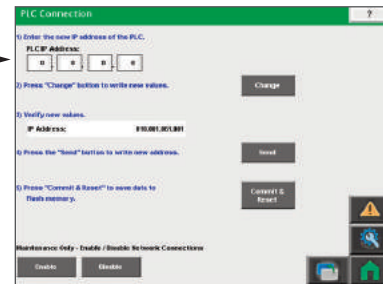 PLC Connection
?
1) Enter the new IP address of the PLC.
PLC IP Address:
0 . 0 . 0 . 0
2) Press "Change" button to write new values.
Change
3) Verify new values.
IP Address:
4) Press the "Send" button to write new address.
Send
5) Press "Commit & Reset" to save data to
flash memory.
Commit &
Reset
Maintenance Only - Enable / Disable Network Connections
Enable
Disable